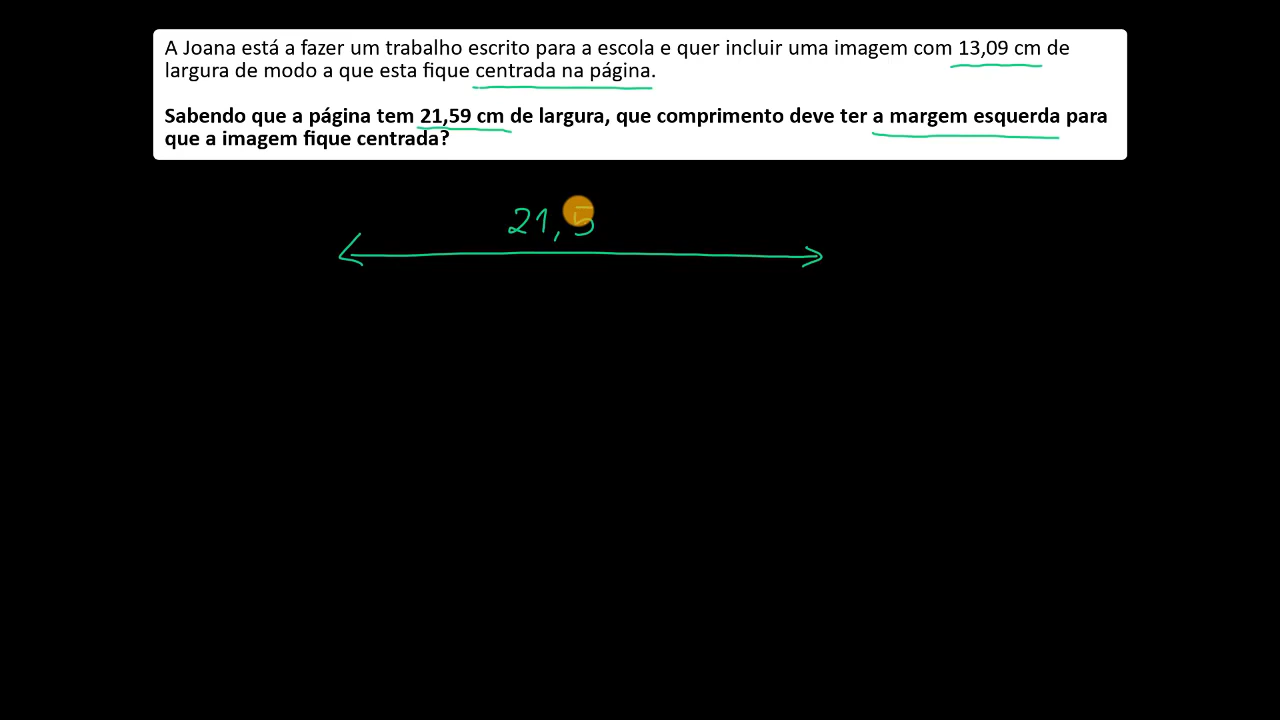 A Joana está a fazer um trabalho escrito para a escola e quer incluir uma imagem com 13,09 cm de
largura de modo a que esta fique centrada na página.
Sabendo que a página tem 21,59 cm de largura, que comprimento deve ter a margem esquerda para
que a imagem fique centrada?
21,5